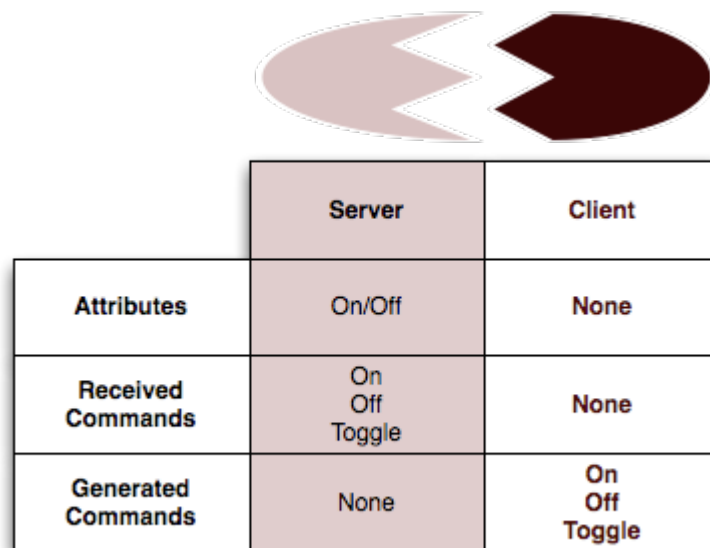 Server Client
Attributes On/Off None
Received
Commands
On
Off
Toggle
None
Generated
Commands
None
On
Off
Toggle